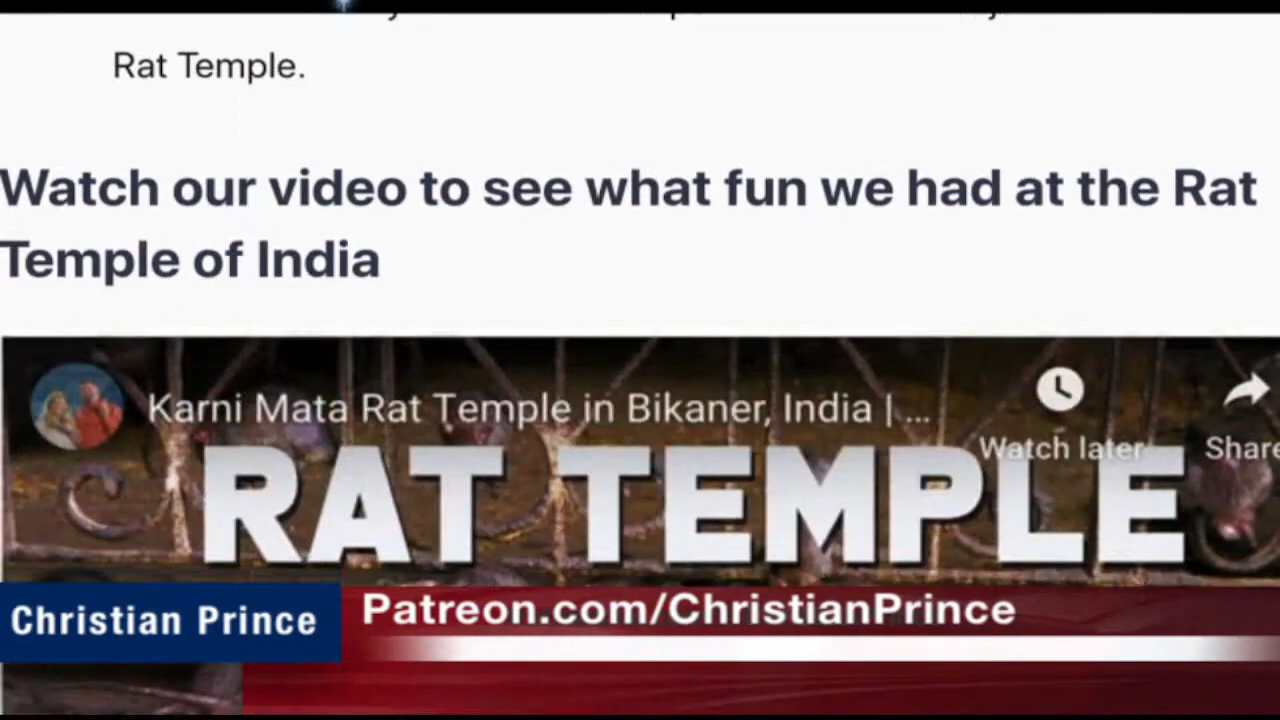 Rat Temple.
Watch our video to see what fun we had at the Rat
Temple of India
Karni Mata Rat Temple in Bikaner, India | ...
Watch later
Share
RAT TEMPLE
Christian Prince
Patreon.com/ChristianPrince